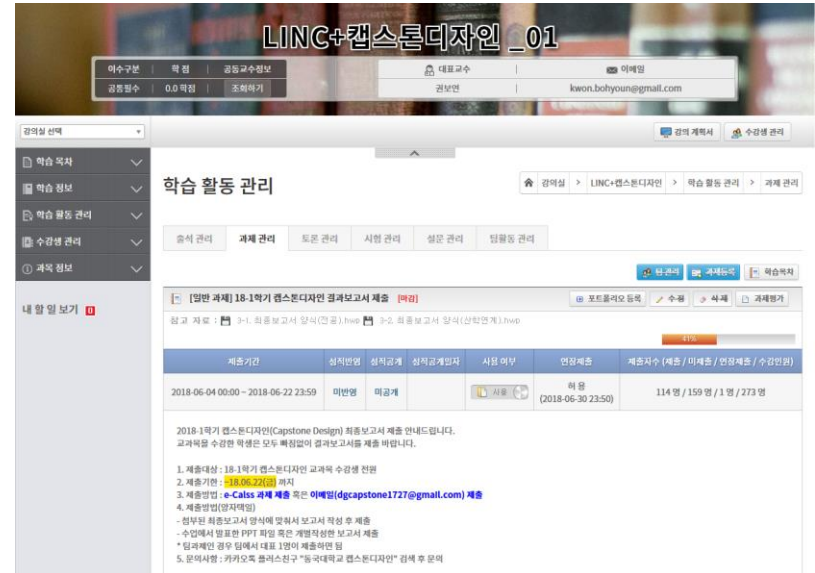 LINC+캡스톤디자인 _01
이수구분 | 학점 | 공동교수정보
공통필수 | 0.0 학점 | 조회하기
대표교수 | 이메일
권보연 | kwon.bohyoun@gmail.com
강의실 선택
강의 계획서 수강생 관리
학습 목차
학습 정보
학습 활동 관리
수강생 관리
과목 정보
내 할 일 보기 0
학습 활동 관리
강의실 > LINC+캡스톤디자인 > 학습 활동 관리 > 과제 관리
출석 관리 과제 관리 토론 관리 시험 관리 설문 관리 팀활동 관리
팀관리 과제등록 학습목차
[일반 과제] 18-1학기 캡스톤디자인 결과보고서 제출 [마감]
포트폴리오 등록 수정 삭제 과제평가
참고 자료 : 3-1. 최종보고서 양식(전공).hwp 3-2. 최종보고서 양식(산학연계).hwp
41%
제출기간 성적반영 성적공개 성적공개일자 사용 여부 연장제출 제출자수 (제출 / 미제출 / 연장제출 / 수강인원)
2018-06-04 00:00 ~ 2018-06-22 23:59 미반영 미공개 사용 허용 (2018-06-30 23:50) 114 명 / 159 명 / 1 명 / 273 명
2018-1학기 캡스톤디자인(Capstone Design) 최종보고서 제출 안내드립니다.
교과목을 수강한 학생은 모두 빠짐없이 결과보고서를 제출 바랍니다.
1. 제출대상 : 18-1학기 캡스톤디자인 교과목 수강생 전원
2. 제출기한 : ~18.06.22(금) 까지
3. 제출방법 : e-Calss 과제 제출 혹은 이메일(dgcapstone1727@gmail.com) 제출
4. 제출방법(양자택일)
- 첨부된 최종보고서 양식에 맞춰서 보고서 작성 후 제출
- 수업에서 발표한 PPT 파일 혹은 개별작성한 보고서 제출
* 팀과제인 경우 팀에서 대표 1명이 제출하면 됨
5. 문의사항 : 카카오톡 플러스친구 "동국대학교 캡스톤디자인" 검색 후 문의